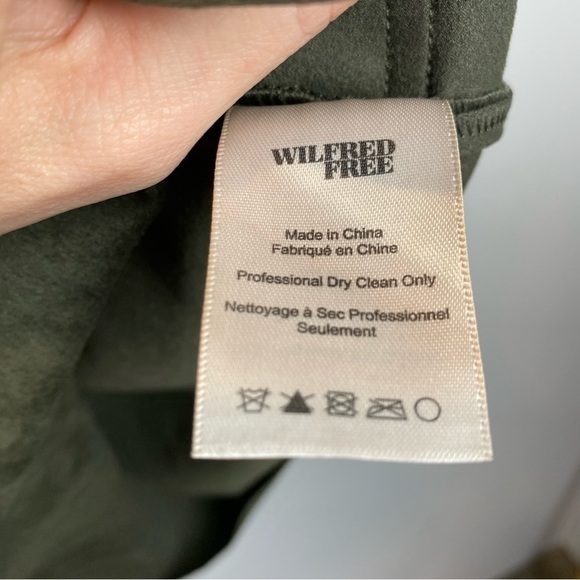 WILFRED
FREE
Made in China
Fabriqué en Chine
Professional Dry Clean Only
Nettoyage à Sec Professionnel
Seulement